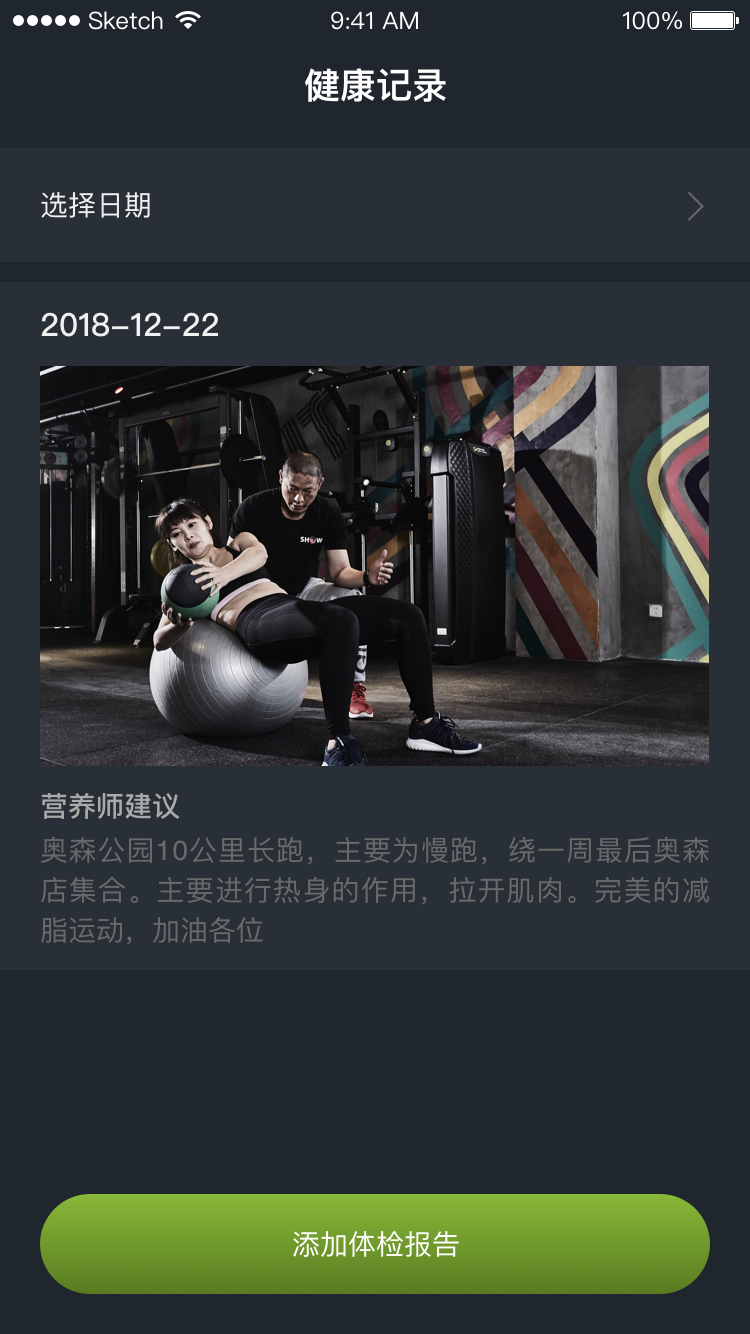 Sketch 9:41 AM 100%
健康记录
选择日期
2018-12-22
SHOW
营养师建议
奥森公园10公里长跑，主要为慢跑，绕一周最后奥森
店集合。主要进行热身的作用，拉开肌肉。完美的减
脂运动，加油各位
添加体检报告